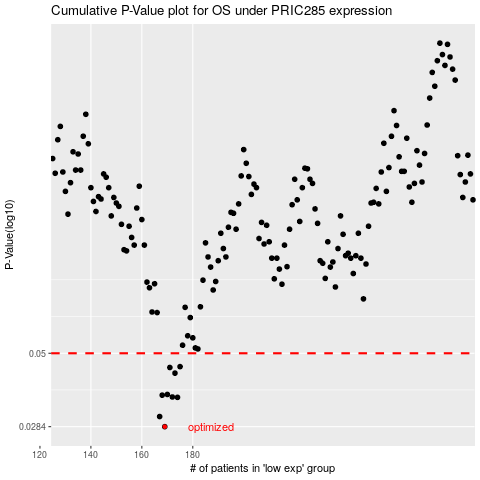 Cumulative P-Value plot for OS under PRIC285 expression
P-Value(log10)
0.05
0.0284
optimized
120 140 160 180
# of patients in 'low exp' group